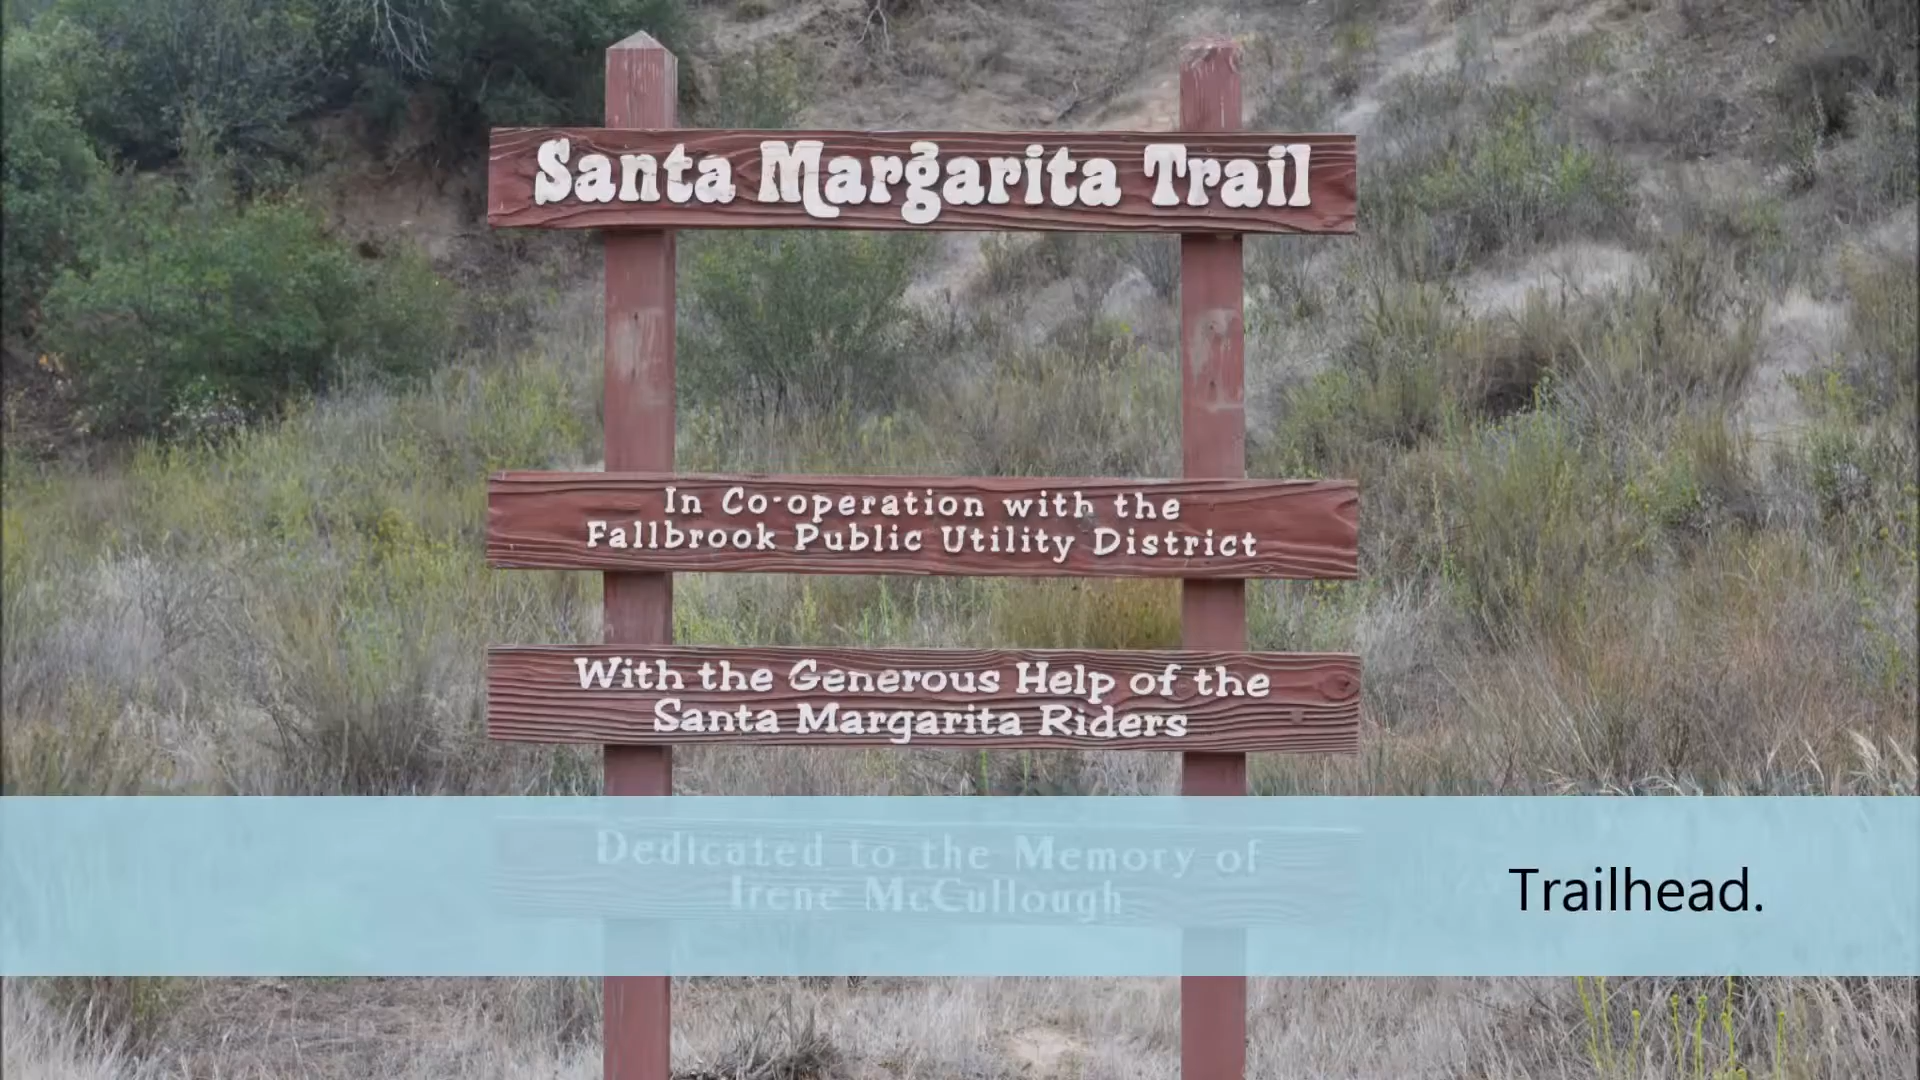 Santa Margarita Trail
In Co-operation with the
Fallbrook Public Utility District
With the Generous Help of the
Santa Margarita Riders
Dedicated to the Memory of
Irene McCullough
Trailhead.